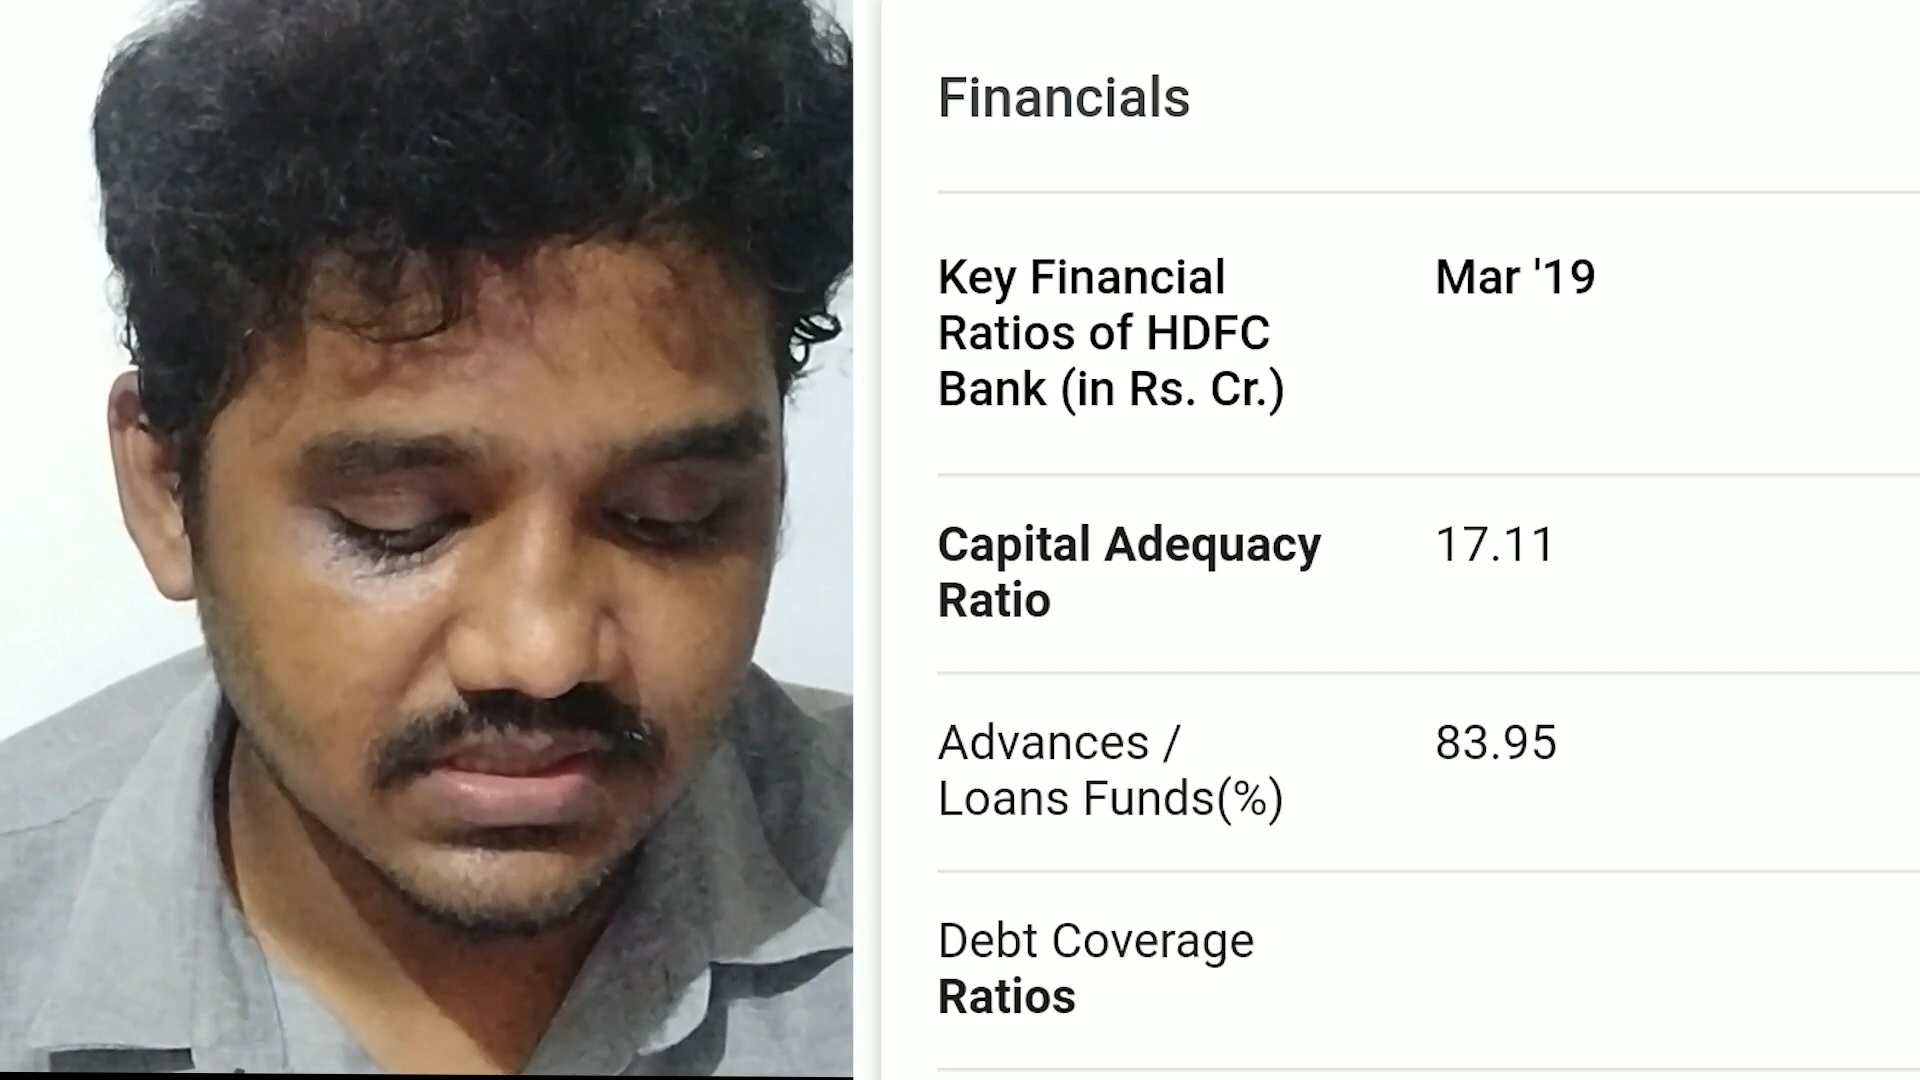 Financials
Key Financial
Ratios of HDFC
Bank (in Rs. Cr.)
Mar '19
Capital Adequacy
Ratio
17.11
Advances /
Loans Funds(%)
83.95
Debt Coverage
Ratios